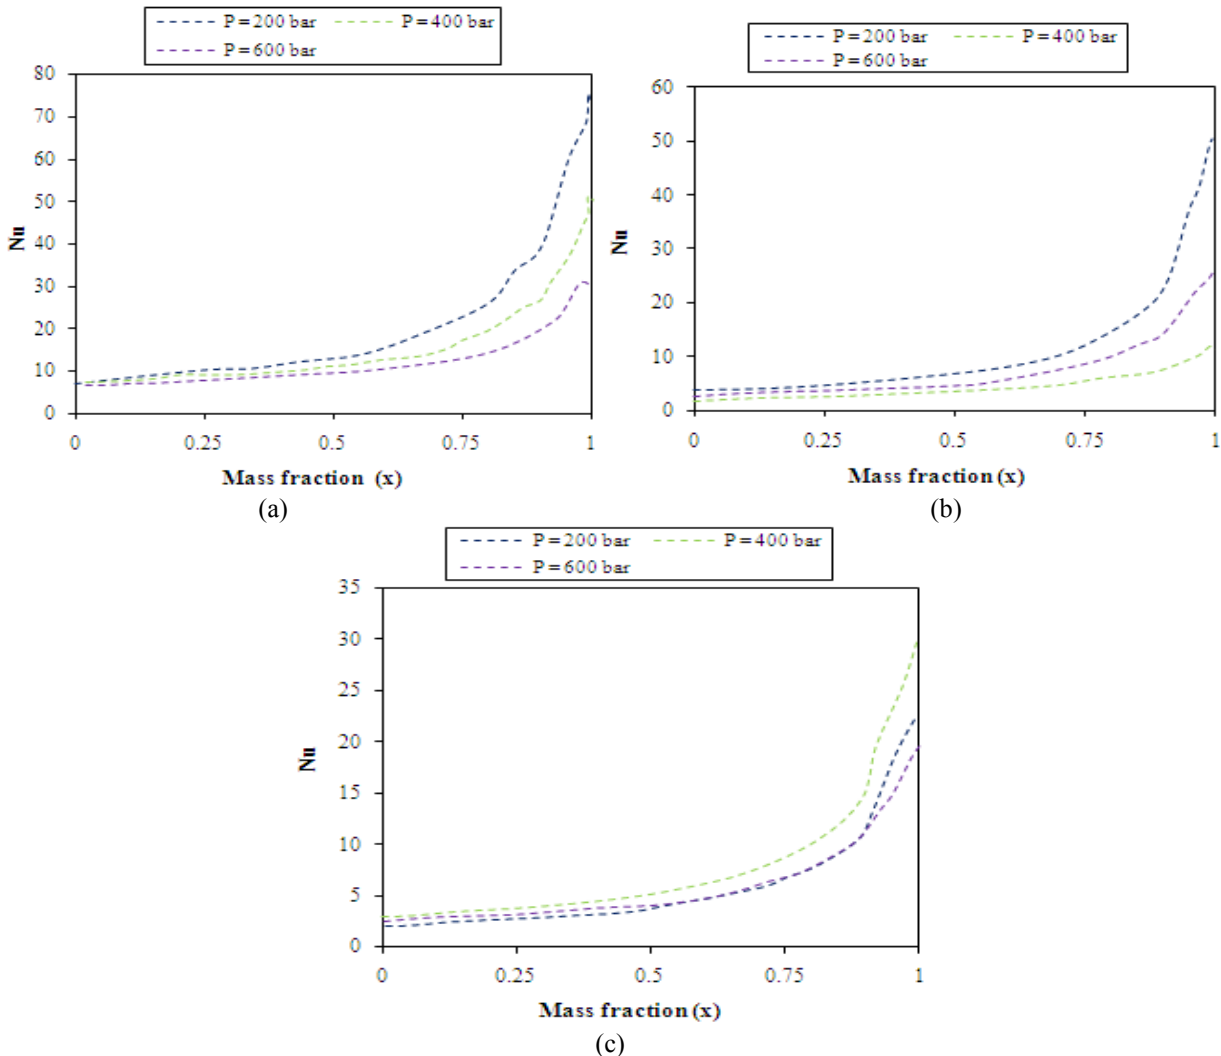 P = 200 bar P = 400 bar
P = 600 bar
80
70
60
50
40
30
20
10
0
Nu
0 0.25 0.5 0.75 1
Mass fraction (x)
(a)
P = 200 bar P = 400 bar
P = 600 bar
60
50
40
30
20
10
0
Nu
0 0.25 0.5 0.75 1
Mass fraction (x)
(b)
P = 200 bar P = 400 bar
P = 600 bar
35
30
25
20
15
10
5
0
Nu
0 0.25 0.5 0.75 1
Mass fraction (x)
(c)